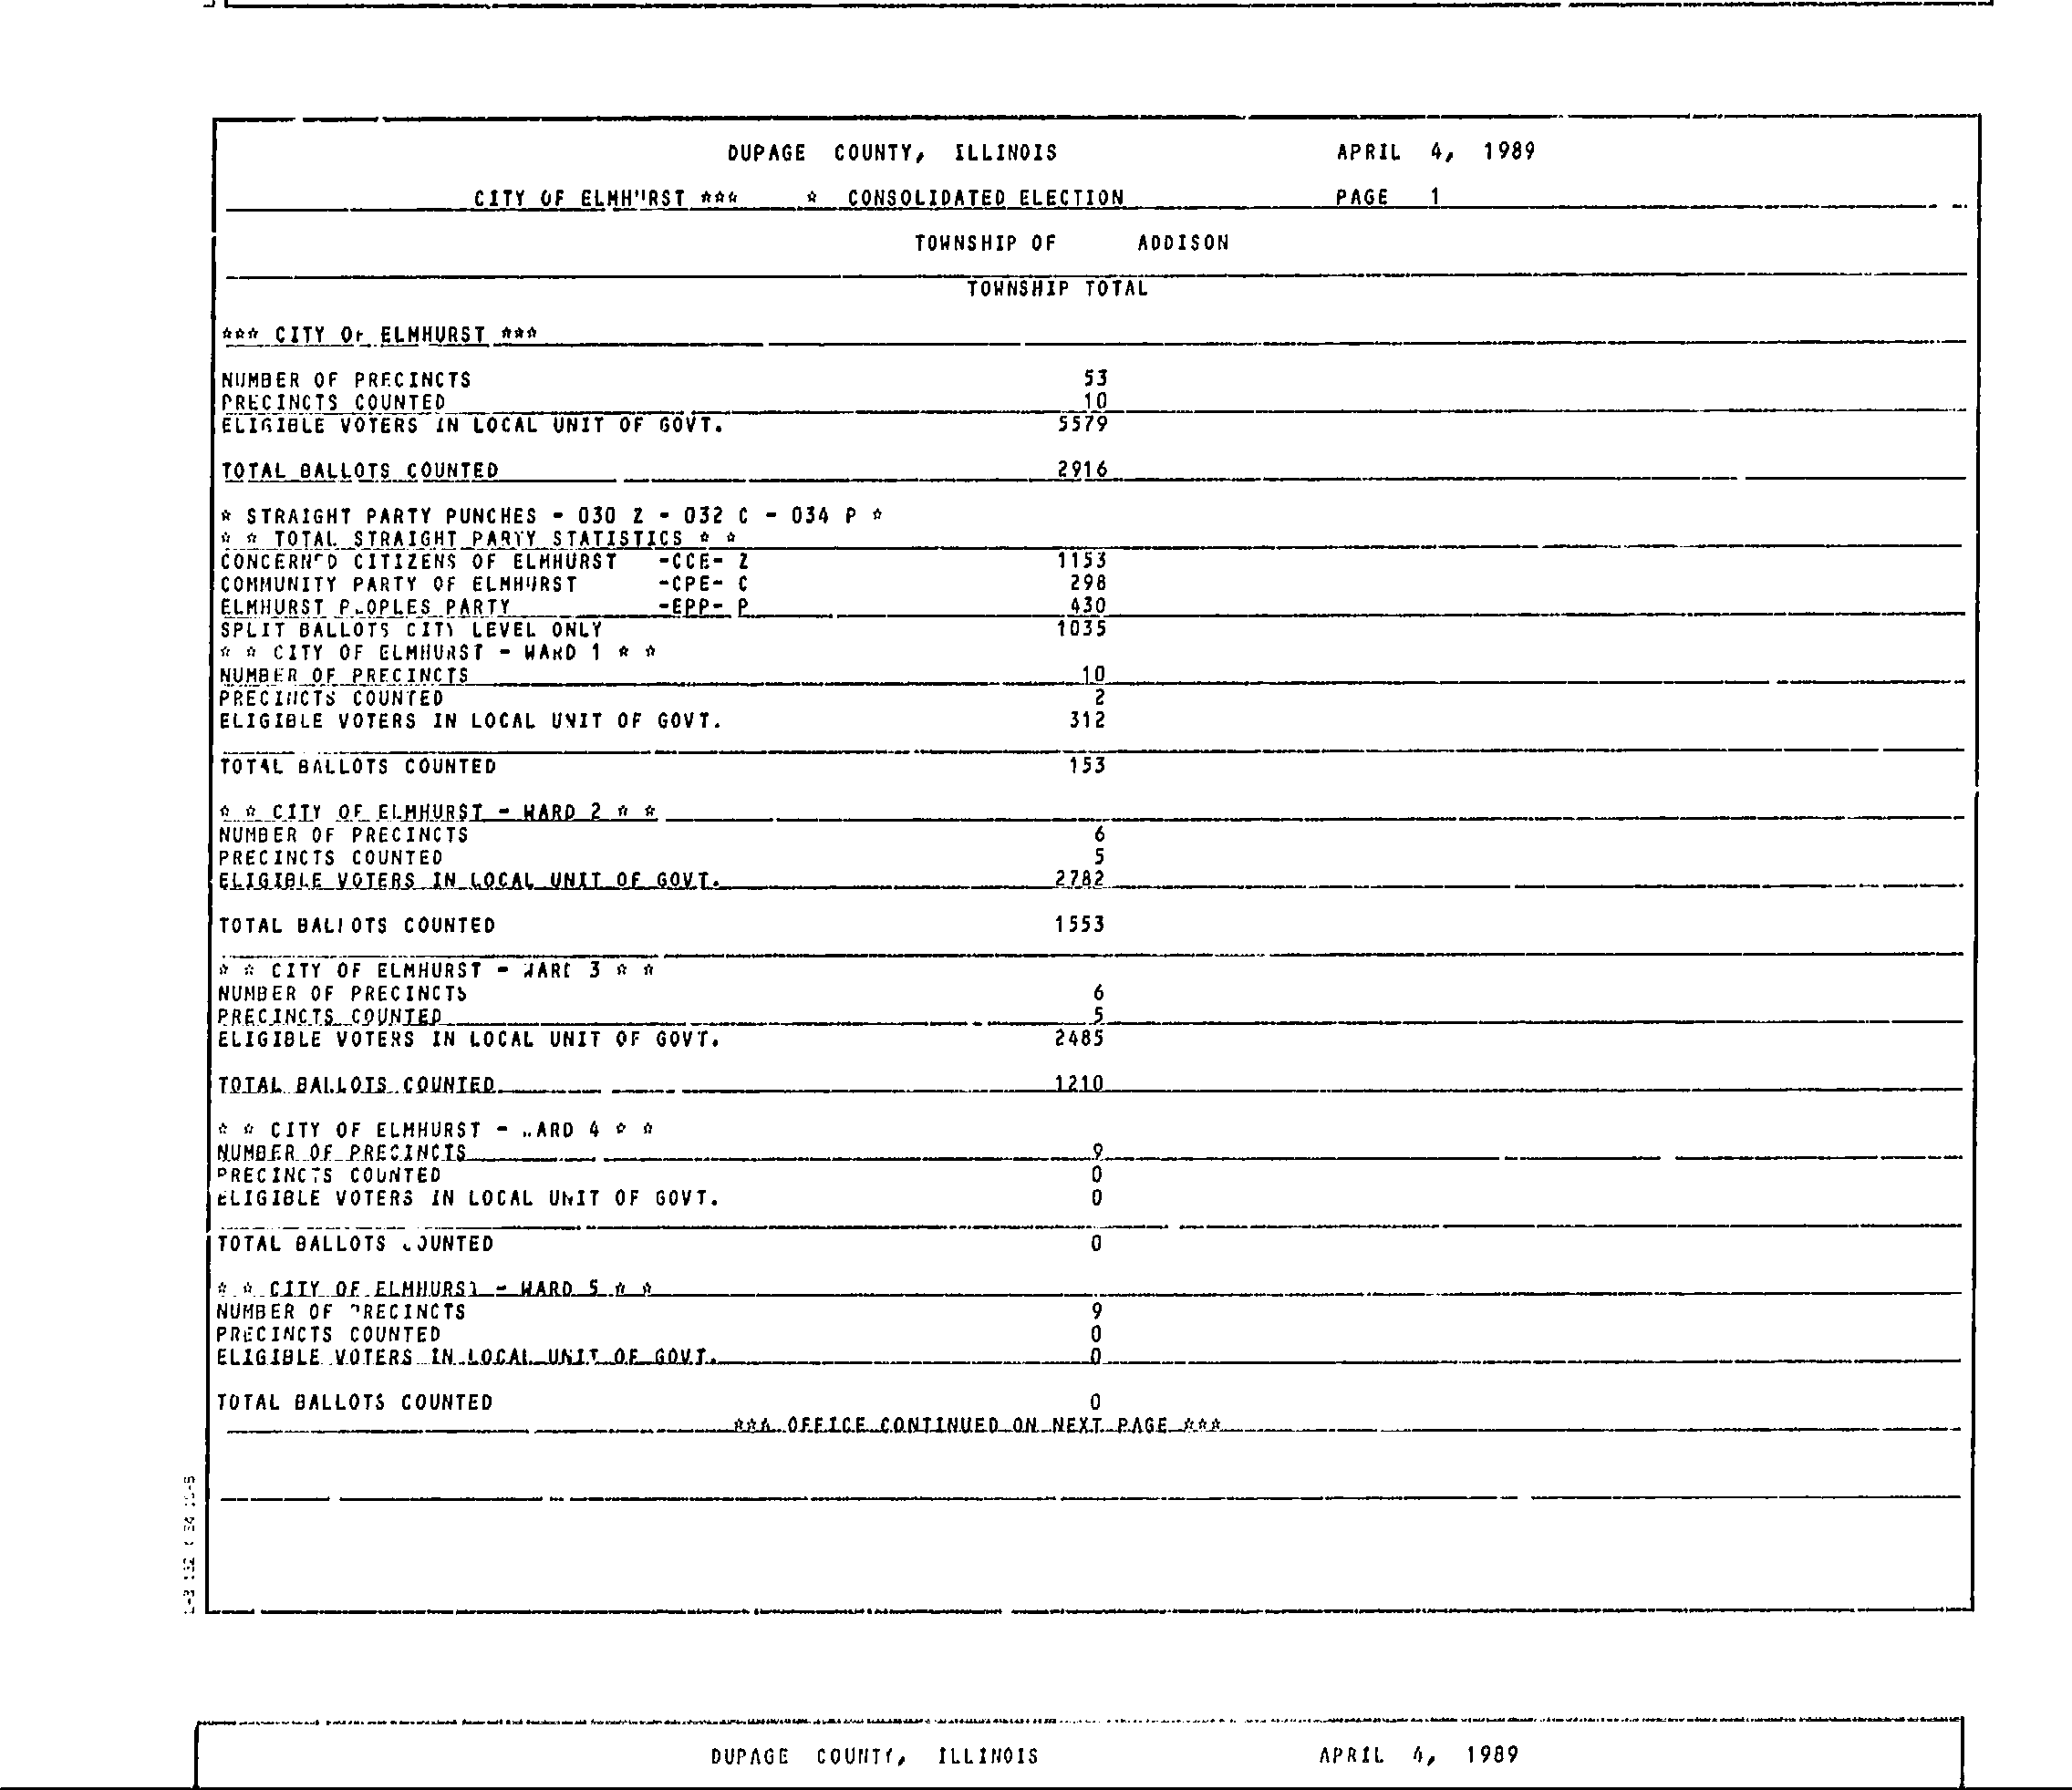 DUPAGE COUNTY, ILLINOIS APRIL 4, 1989
CITY OF ELMHURST *** * CONSOLIDATED ELECTION PAGE 1
TOWNSHIP OF ADDISON
TOWNSHIP TOTAL
*** CITY OF ELMHURST ***
NUMBER OF PRECINCTS 53
PRECINCTS COUNTED 10
ELIGIBLE VOTERS IN LOCAL UNIT OF GOVT. 5579
TOTAL BALLOTS COUNTED 2916
* STRAIGHT PARTY PUNCHES - 030 Z - 032 C - 034 P *
* * TOTAL STRAIGHT PARTY STATISTICS * *
CONCERNED CITIZENS OF ELMHURST -CCE- Z 1153
COMMUNITY PARTY OF ELMHURST -CPE- C 298
ELMHURST PEOPLES PARTY -EPP- P 430
SPLIT BALLOTS CITY LEVEL ONLY 1035
* * CITY OF ELMHURST - WARD 1 * *
NUMBER OF PRECINCTS 10
PRECINCTS COUNTED 2
ELIGIBLE VOTERS IN LOCAL UNIT OF GOVT. 312
TOTAL BALLOTS COUNTED 153
* * CITY OF ELMHURST - WARD 2 * *
NUMBER OF PRECINCTS 6
PRECINCTS COUNTED 5
ELIGIBLE VOTERS IN LOCAL UNIT OF GOVT. 2782
TOTAL BALLOTS COUNTED 1553
* * CITY OF ELMHURST - WARD 3 * *
NUMBER OF PRECINCTS 6
PRECINCTS COUNTED 5
ELIGIBLE VOTERS IN LOCAL UNIT OF GOVT. 2485
TOTAL BALLOTS COUNTED 1210
* * CITY OF ELMHURST - WARD 4 * *
NUMBER OF PRECINCTS 9
PRECINCTS COUNTED 0
ELIGIBLE VOTERS IN LOCAL UNIT OF GOVT. 0
TOTAL BALLOTS COUNTED 0
* * CITY OF ELMHURST - WARD 5 * *
NUMBER OF PRECINCTS 9
PRECINCTS COUNTED 0
ELIGIBLE VOTERS IN LOCAL UNIT OF GOVT. 0
TOTAL BALLOTS COUNTED 0
*** OFFICE CONTINUED ON NEXT PAGE ***
DUPAGE COUNTY, ILLINOIS APRIL 4, 1989